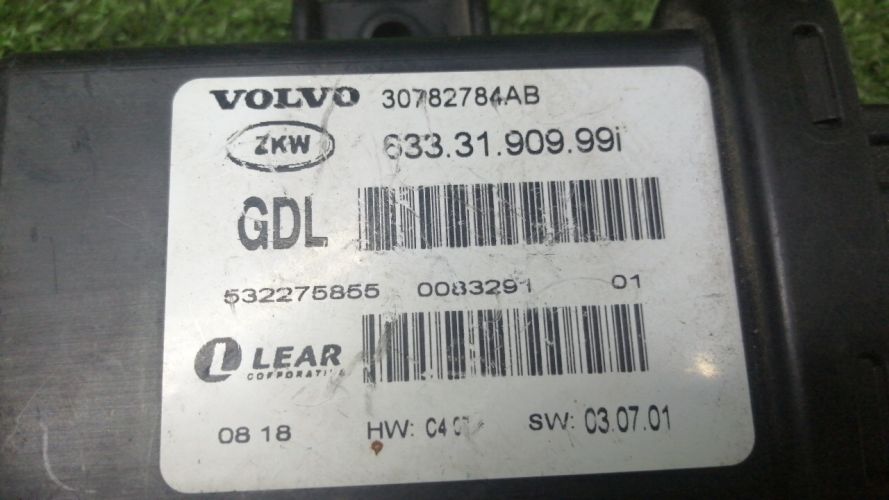 VOLVO 30782784AB
ZKW 633.31.909.99i
GDL
532275855 0083291 01
L LEAR
CORPORATION
08 18 HW: SW: 03.07.01